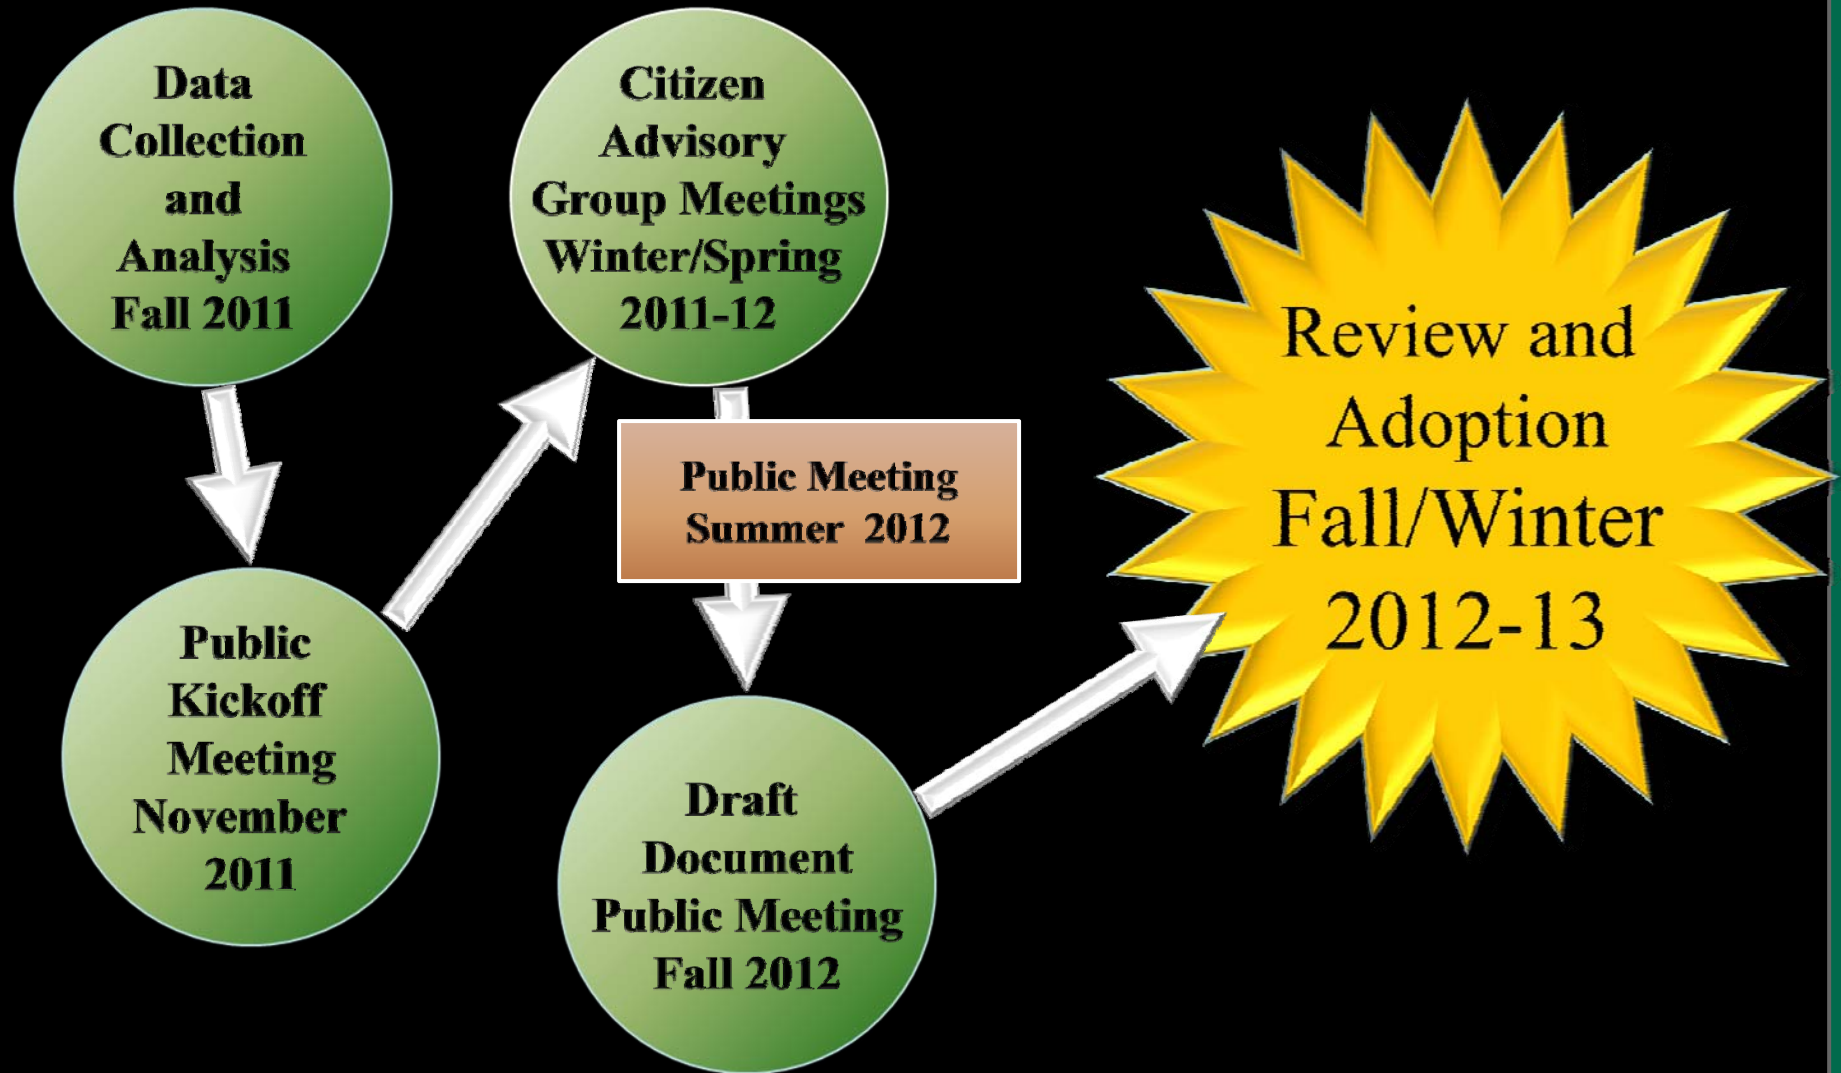 Data
Collection
and
Analysis
Fall 2011
Public
Kickoff
Meeting
November
2011
Citizen
Advisory
Group Meetings
Winter/Spring
2011-12
Public Meeting
Summer 2012
Draft
Document
Public Meeting
Fall 2012
Review and
Adoption
Fall/Winter
2012-13